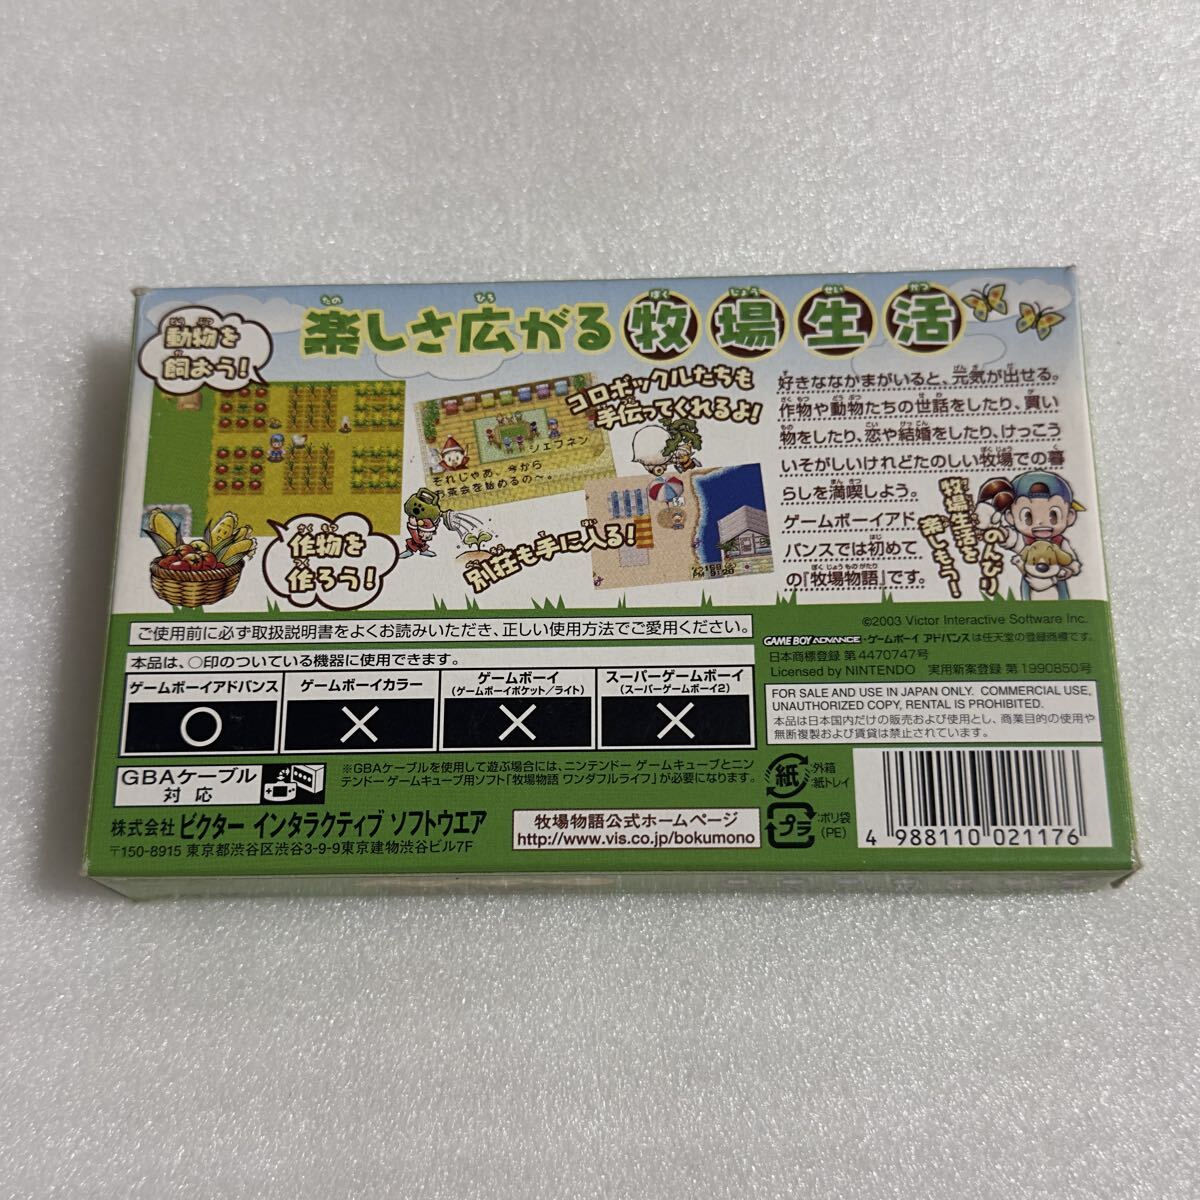 楽しさ広がる牧場生活
動物を
飼おう!
コロボックルたちも
手伝ってくれるよ!
シェフネン
それじゃあ、今から
お茶会を始めるの〜。
作物を
作ろう!
別荘も手に入る!
好きななかまがいると、元気が出せる。
作物や動物たちの世話をしたり、買い
物をしたり、恋や結婚をしたり、けっこう
いそがしいけれどたのしい牧場での暮
らしを満喫しよう。
ゲームボーイアド
バンスでは初めて
の『牧場物語』です。
牧場生活を
のんびり
楽しもう!
ご使用前に必ず取扱説明書をよくお読みいただき、正しい使用方法でご愛用ください。
本品は、○印のついている機器に使用できます。
ゲームボーイアドバンス
ゲームボーイカラー
ゲームボーイ
(ゲームボーイポケット/ライト)
スーパーゲームボーイ
(スーパーゲームボーイ2)
○ × × ×
GBAケーブル
対応
※GBAケーブルを使用して遊ぶ場合には、ニンテンドー ゲームキューブとニン
テンドー ゲームキューブ用ソフト「牧場物語 ワンダフルライフ」が必要になります。
株式会社 ビクター インタラクティブ ソフトウエア
〒150-8915 東京都渋谷区渋谷3-9-9東京建物渋谷ビル7F
牧場物語公式ホームページ
http://www.vis.co.jp/bokumono
©2003 Victor Interactive Software Inc.
GAME BOY ADVANCE・ゲームボーイ アドバンスは任天堂の登録商標です。
日本商標登録 第4470747号
Licensed by NINTENDO 実用新案登録 第1990850号
FOR SALE AND USE IN JAPAN ONLY. COMMERCIAL USE,
UNAUTHORIZED COPY, RENTAL IS PROHIBITED.
本品は日本国内だけの販売および使用とし、商業目的の使用や
無断複製および賃貸は禁止されています。
紙
:外箱
:紙トレイ
プラ
:ポリ袋
(PE)
4 988110 021176